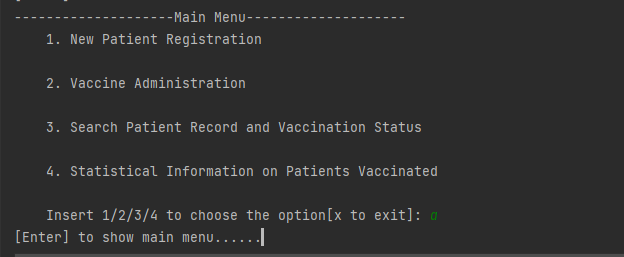 --------------------Main Menu--------------------
1. New Patient Registration
2. Vaccine Administration
3. Search Patient Record and Vaccination Status
4. Statistical Information on Patients Vaccinated
Insert 1/2/3/4 to choose the option[x to exit]: a
[Enter] to show main menu......